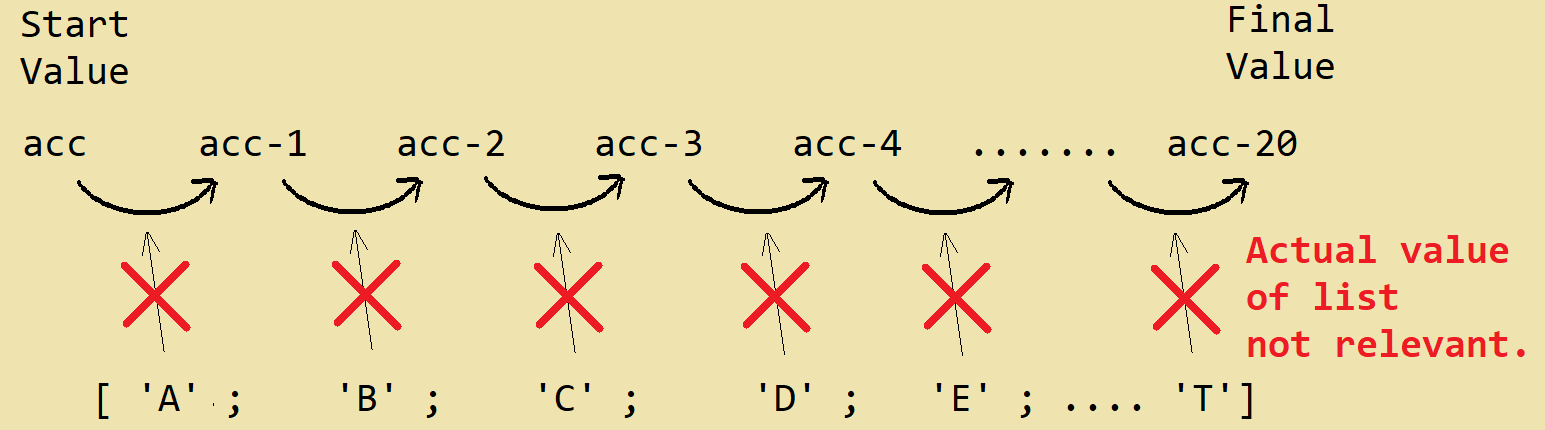 Start
Value
Final
Value
acc acc-1 acc-2 acc-3 acc-4 ....... acc-20
Actual value
of list
not relevant.
[ 'A' ; 'B' ; 'C' ; 'D' ; 'E' ; .... 'T']